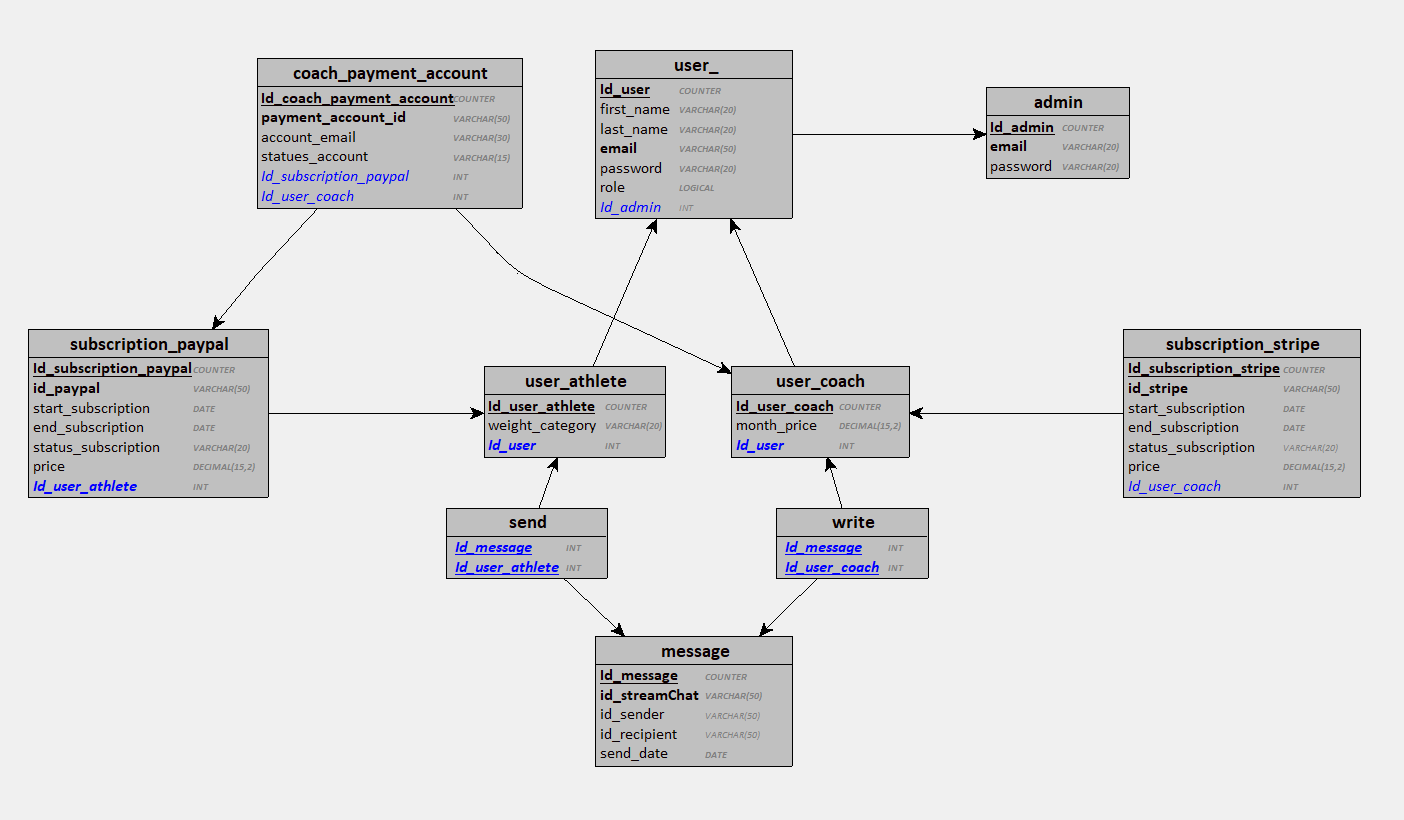 coach_payment_account
Id_coach_payment_account COUNTER
payment_account_id VARCHAR(50)
account_email VARCHAR(30)
statues_account VARCHAR(15)
Id_subscription_paypal INT
Id_user_coach INT
user_
Id_user COUNTER
first_name VARCHAR(20)
last_name VARCHAR(20)
email VARCHAR(50)
password VARCHAR(20)
role LOGICAL
Id_admin INT
admin
Id_admin COUNTER
email VARCHAR(20)
password VARCHAR(20)
subscription_paypal
Id_subscription_paypal COUNTER
id_paypal VARCHAR(50)
start_subscription DATE
end_subscription DATE
status_subscription VARCHAR(20)
price DECIMAL(15,2)
Id_user_athlete INT
user_athlete
Id_user_athlete COUNTER
weight_category VARCHAR(20)
Id_user INT
user_coach
Id_user_coach COUNTER
month_price DECIMAL(15,2)
Id_user INT
subscription_stripe
Id_subscription_stripe COUNTER
id_stripe VARCHAR(50)
start_subscription DATE
end_subscription DATE
status_subscription VARCHAR(20)
price DECIMAL(15,2)
Id_user_coach INT
send
Id_message INT
Id_user_athlete INT
write
Id_message INT
Id_user_coach INT
message
Id_message COUNTER
id_streamChat VARCHAR(50)
id_sender VARCHAR(50)
id_recipient VARCHAR(50)
send_date DATE